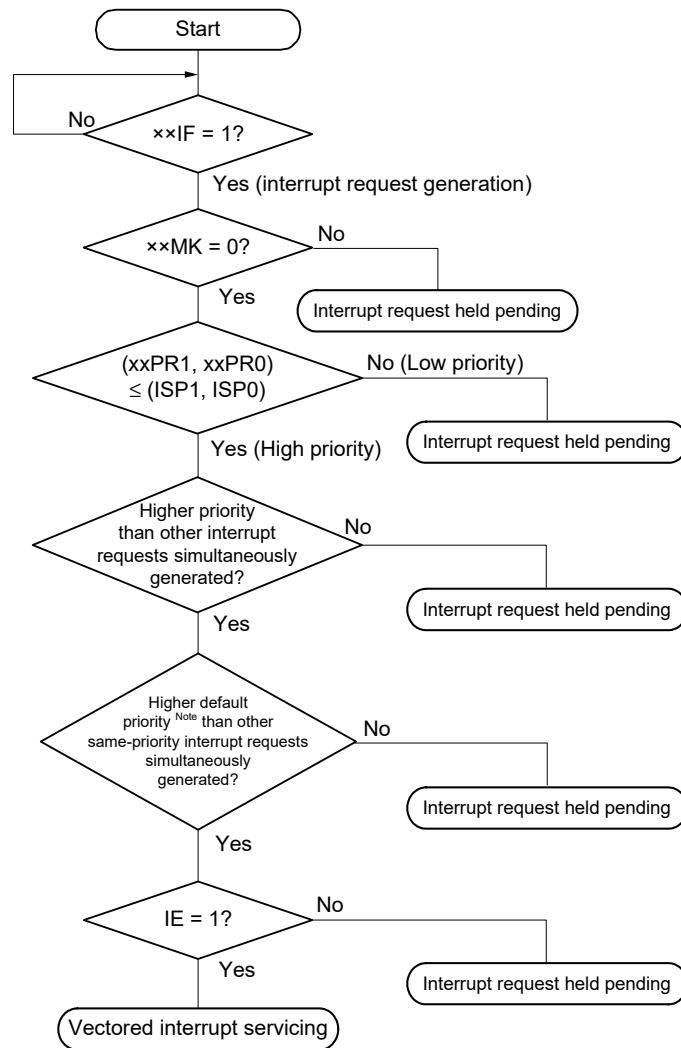 Start
No
××IF = 1?
Yes (interrupt request generation)
××MK = 0?
No
Yes
Interrupt request held pending
(xxPR1, xxPR0)
≤ (ISP1, ISP0)
No (Low priority)
Yes (High priority)
Interrupt request held pending
Higher priority
than other interrupt
requests simultaneously
generated?
No
Yes
Interrupt request held pending
Higher default
priority Note than other
same-priority interrupt requests
simultaneously
generated?
No
Yes
Interrupt request held pending
IE = 1?
No
Yes
Interrupt request held pending
Vectored interrupt servicing